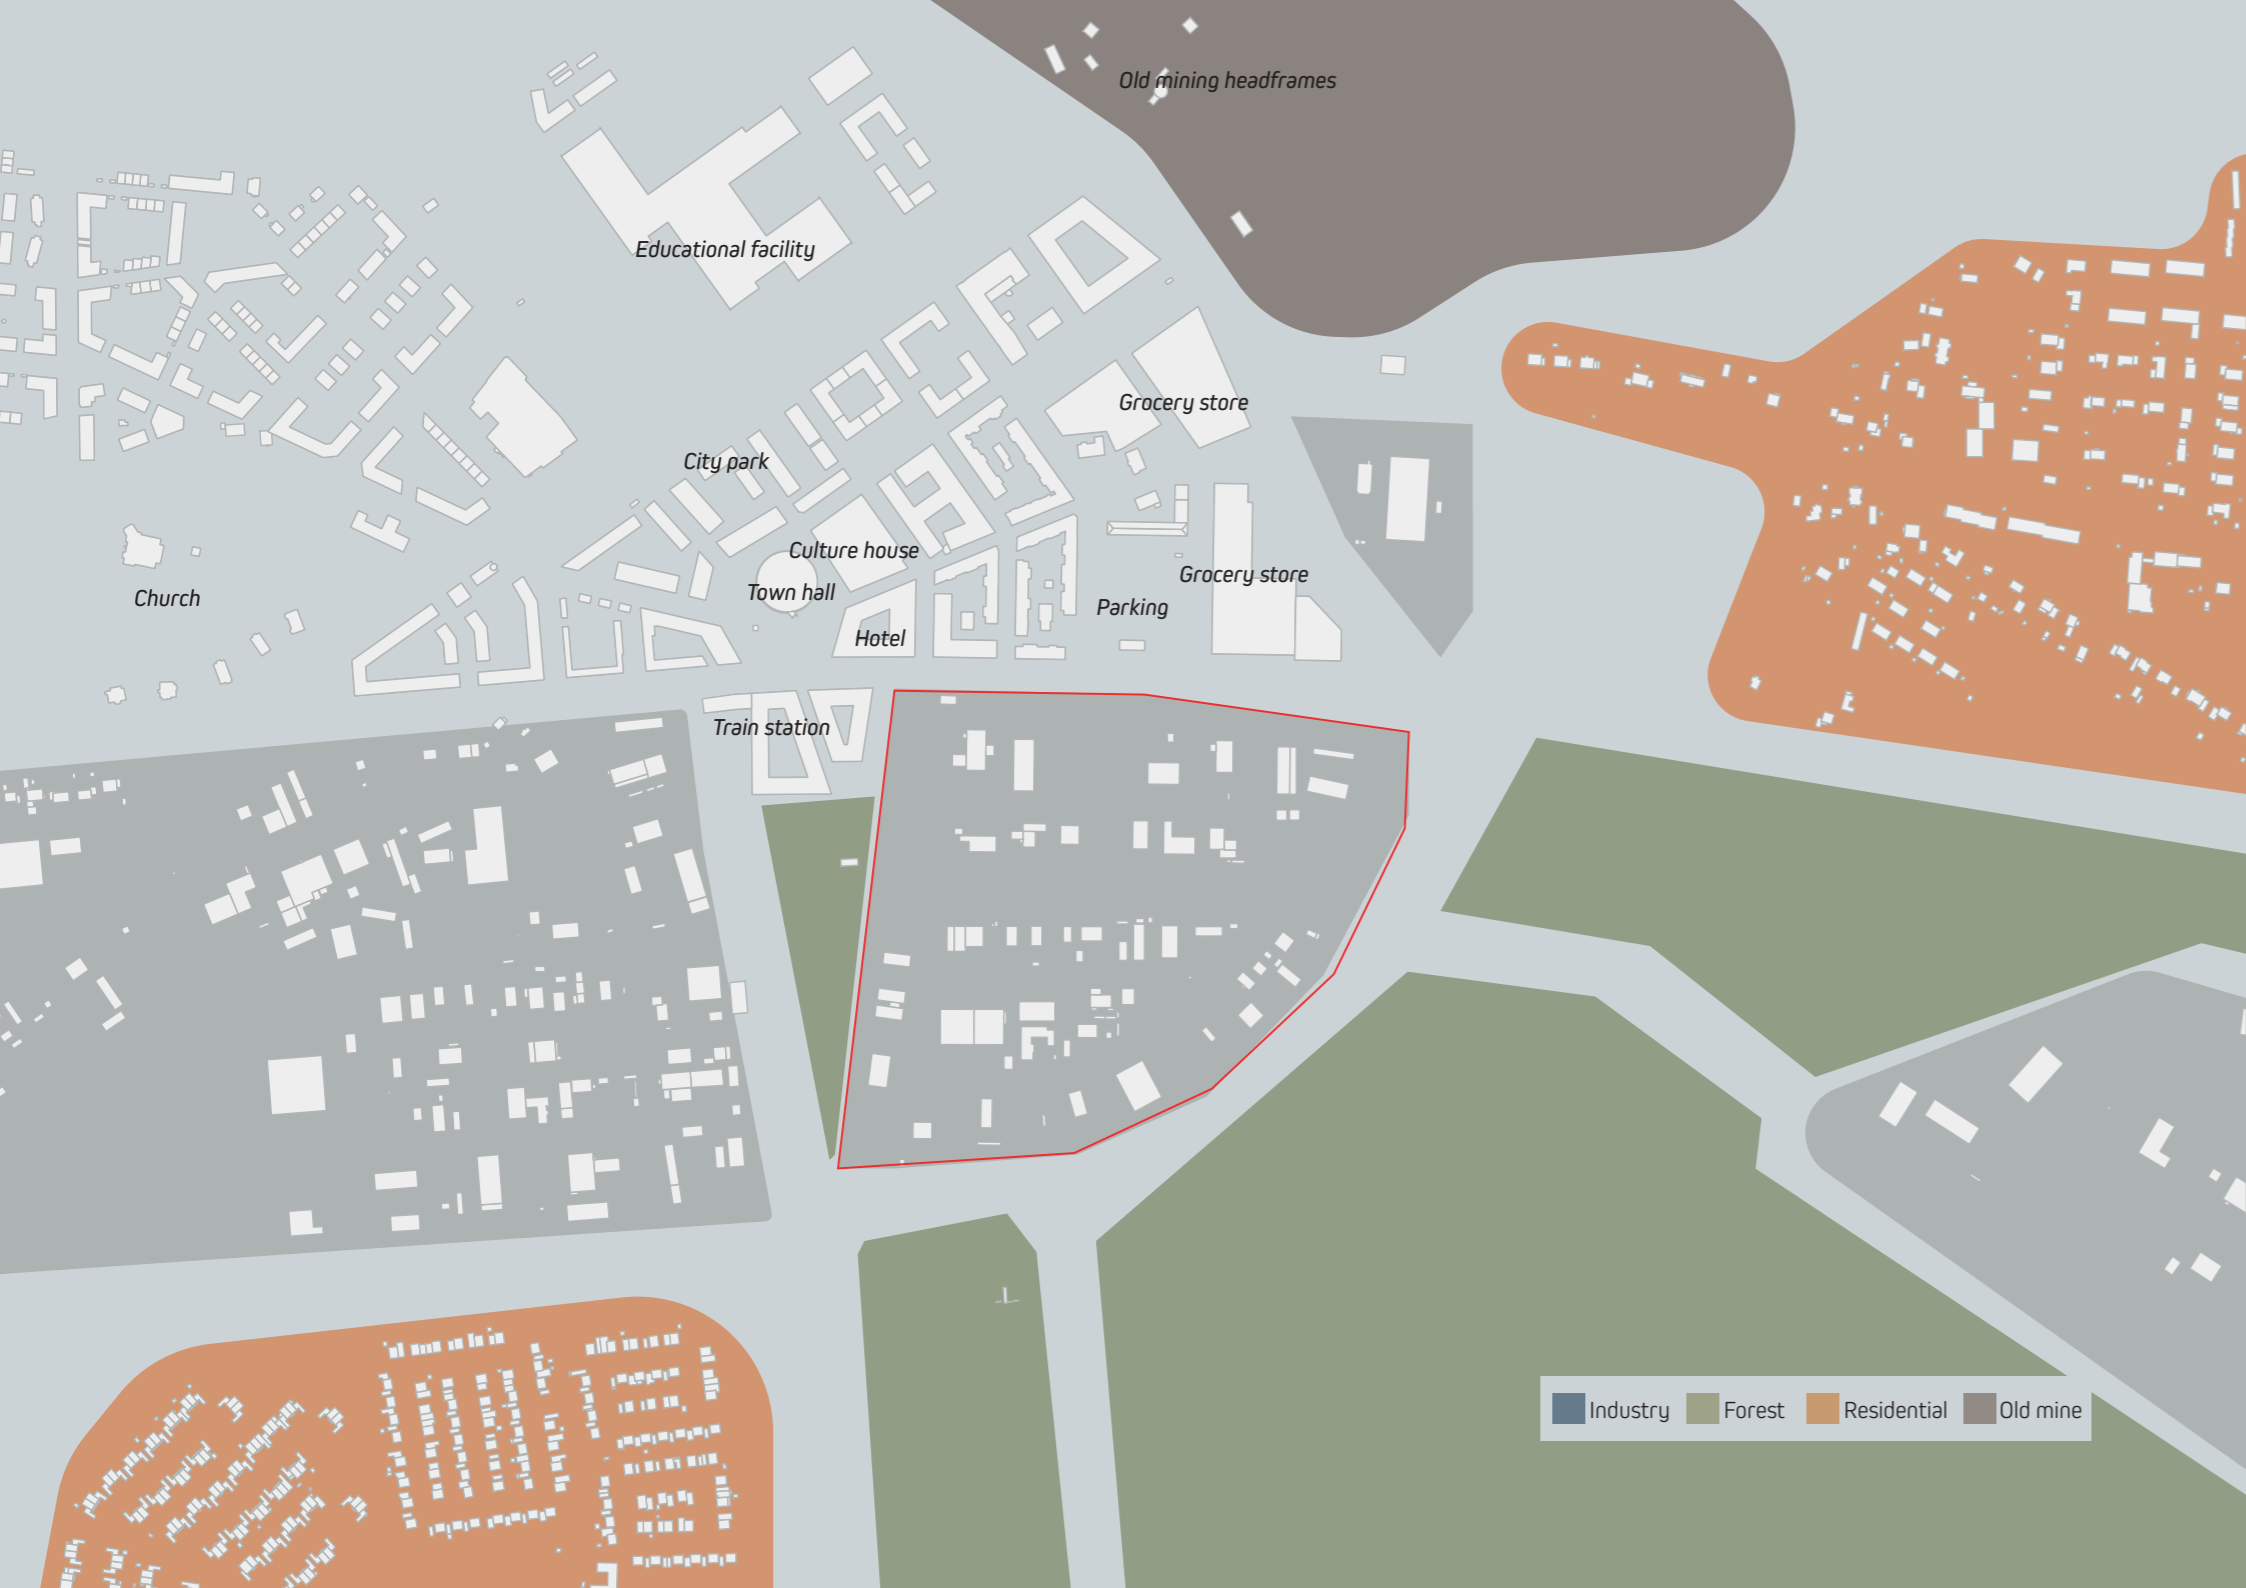 Old mining headframes
Educational facility
Grocery store
City park
Culture house
Grocery store
Town hall
Church
Parking
Hotel
Train station
Industry
Forest
Residential
Old mine